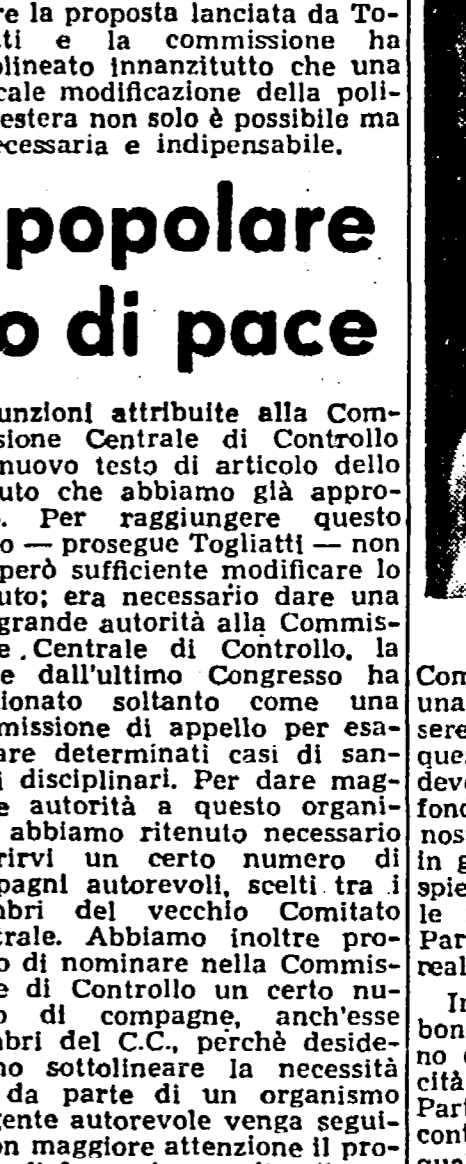 re la proposta lanciata da To-
ti e la commissione ha
olineato innanzitutto che una
cale modificazione della poli-
estera non solo è possibile ma
ecessaria e indipensabile.
popolare
o di pace
unzioni attribuite alla Com-
sione Centrale di Controllo
nuovo testo di articolo dello
uto che abbiamo già appro-
. Per raggiungere questo
o — prosegue Togliatti — non
però sufficiente modificare lo
uto; era necessario dare una
grande autorità alla Commis-
e Centrale di Controllo, la
e dall'ultimo Congresso ha
ionato soltanto come una
missione di appello per esa-
are determinati casi di san-
i disciplinari. Per dare mag-
e autorità a questo organi-
abbiamo ritenuto necessario
rirvi un certo numero di
pagni autorevoli, scelti tra i
bri del vecchio Comitato
trale. Abbiamo inoltre pro-
o di nominare nella Commis-
e di Controllo un certo nu-
o di compagne, anch'esse
bri del C.C., perchè deside-
no sottolineare la necessità
da parte di un organismo
gente autorevole venga segui-
on maggiore attenzione il pro-
Com
una
sere
que
deve
fond
nos
in g
spie
le
Par
real
In
bon
no
cità
Part
cont